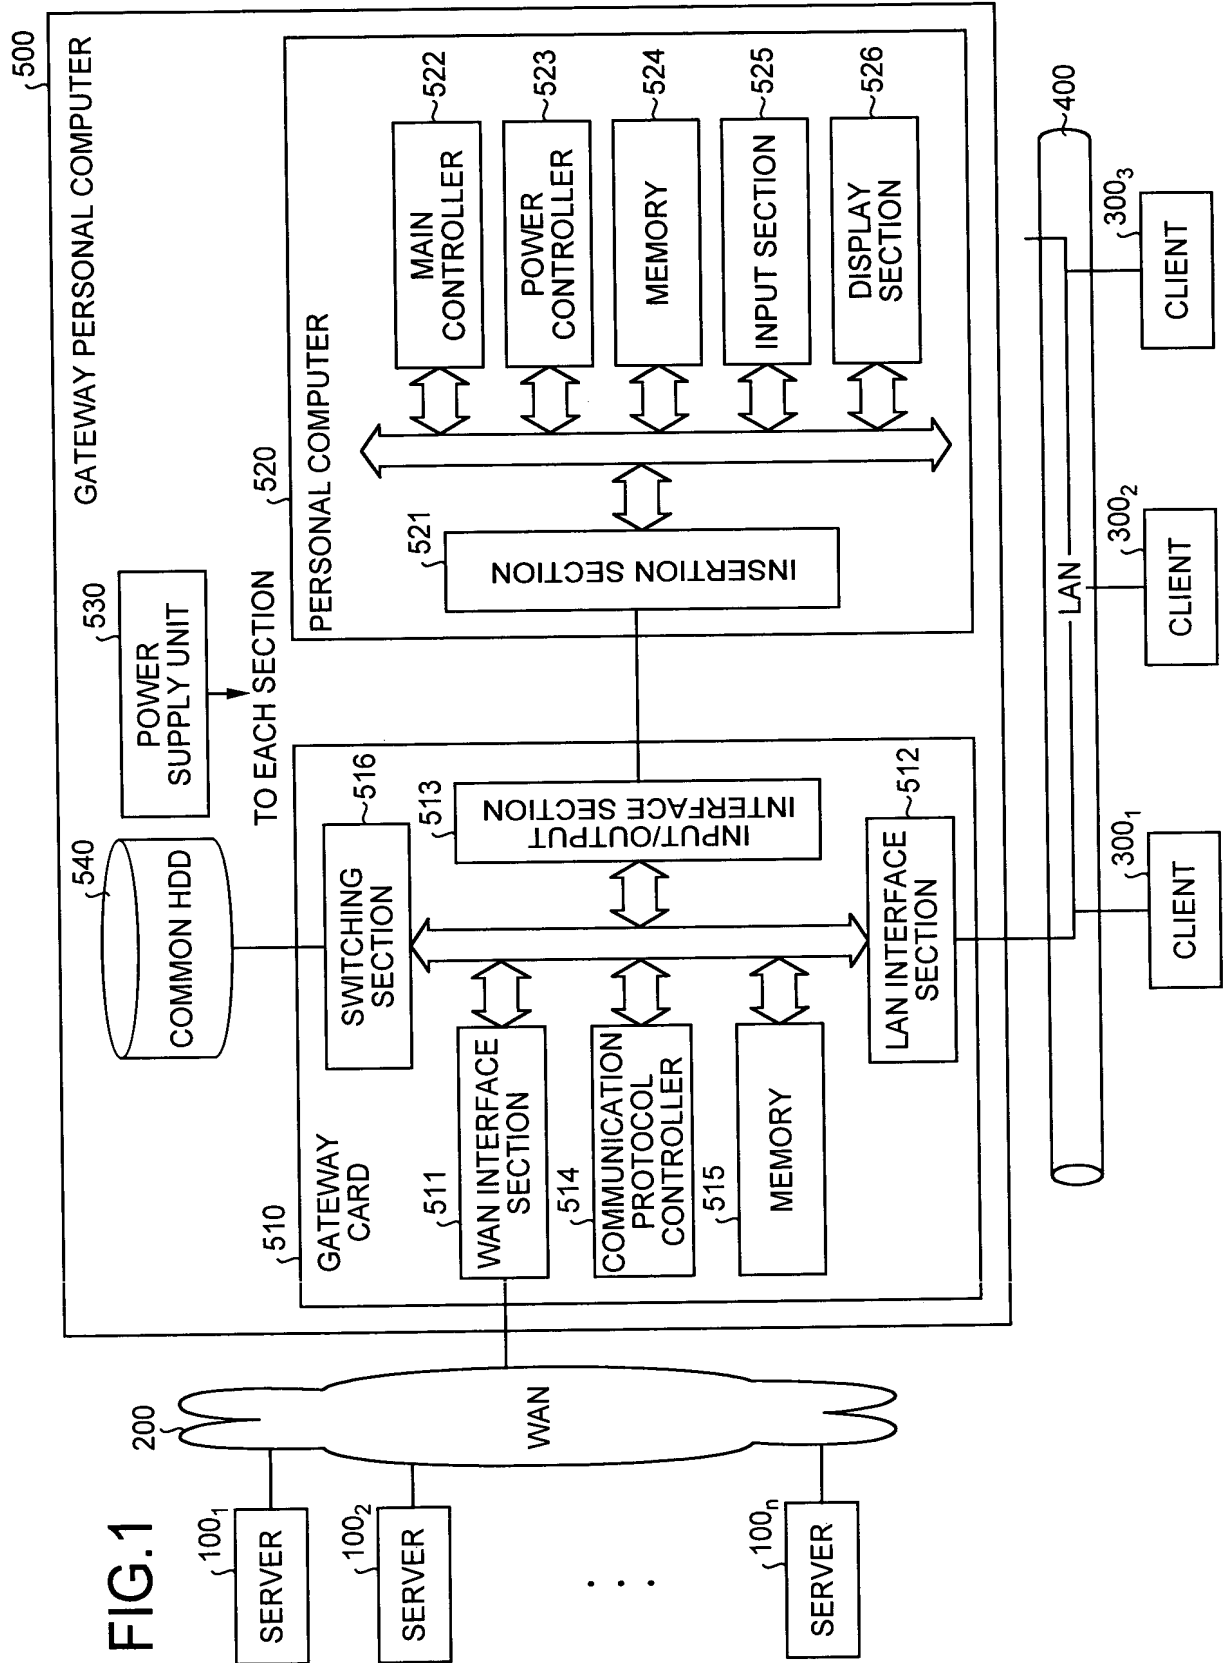 FIG.1
500
GATEWAY PERSONAL COMPUTER
540
COMMON HDD
530
POWER
SUPPLY UNIT
TO EACH SECTION
510
GATEWAY
CARD
516
SWITCHING
SECTION
511
WAN INTERFACE
SECTION
513
INPUT/OUTPUT
INTERFACE SECTION
514
COMMUNICATION
PROTOCOL
CONTROLLER
515
MEMORY
512
LAN INTERFACE
SECTION
520
PERSONAL COMPUTER
521
INSERTION SECTION
522
MAIN
CONTROLLER
523
POWER
CONTROLLER
524
MEMORY
525
INPUT SECTION
526
DISPLAY
SECTION
200
WAN
100₁
SERVER
100₂
SERVER
...
100ₙ
SERVER
400
LAN
300₁
CLIENT
300₂
CLIENT
300₃
CLIENT